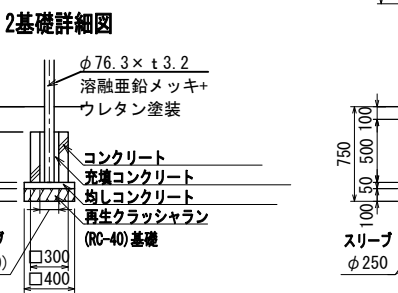 2基礎詳細図
φ76.3×t3.2
溶融亜鉛メッキ+
ウレタン塗装
コンクリート
充填コンクリート
均しコンクリート
再生クラッシャラン
(RC-40)基礎
□300
□400
750
100
500
50
100
スリーブ
φ250